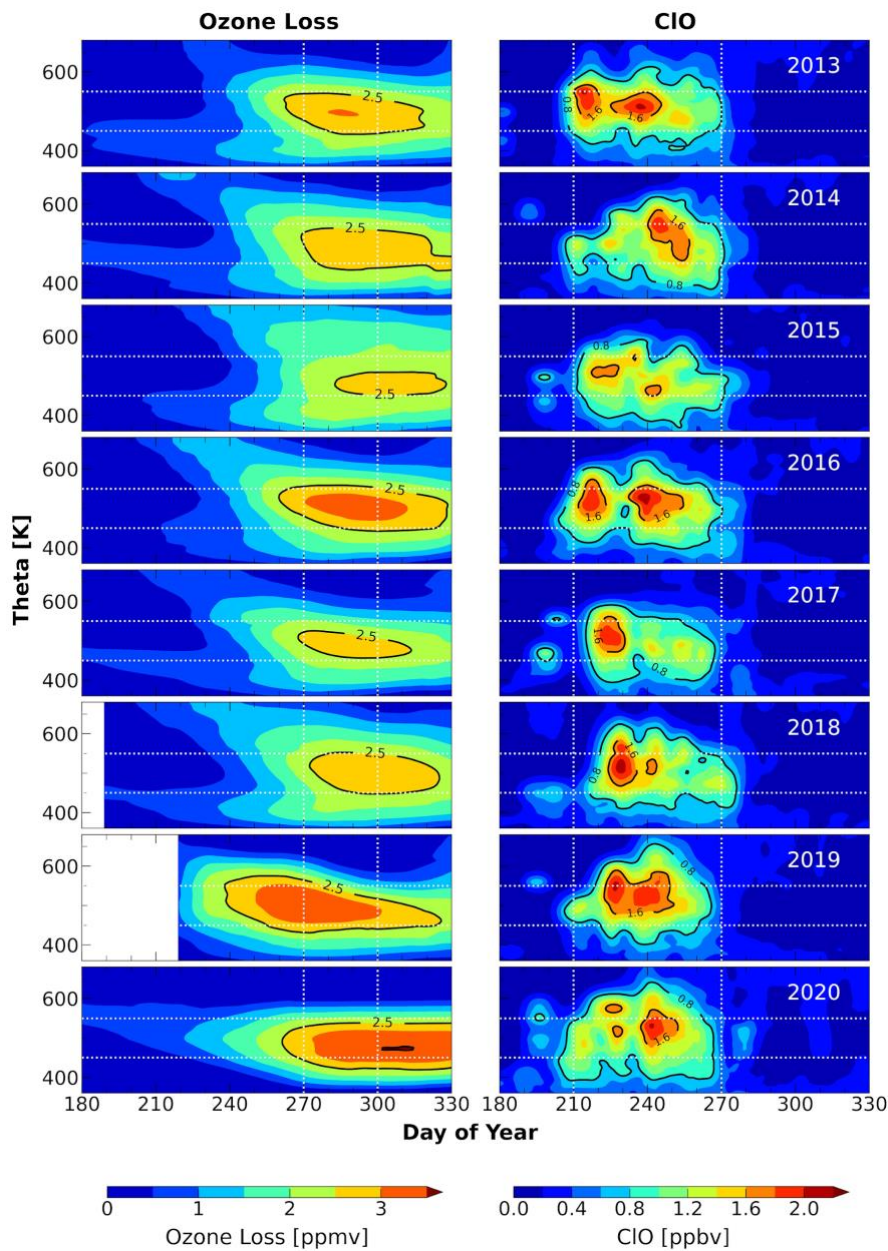 Ozone Loss ClO
600 2.5 0.8 1.6 1.6 2013
400
600 2.5 1.6 2014
400 0.8
600 0.8 2015
400 2.5
600 2.5 0.8 2016
400 1.6 1.6
600 2.5 1.6 2017
400 0.8
600 2.5 1.6 2018
400 0.8
600 2.5 0.8 2019
400 1.6
600 2.5 0.8 2020
400 1.6
Theta [K]
180 210 240 270 300 330 180 210 240 270 300 330
Day of Year
0 1 2 3 0.0 0.4 0.8 1.2 1.6 2.0
Ozone Loss [ppmv] ClO [ppbv]